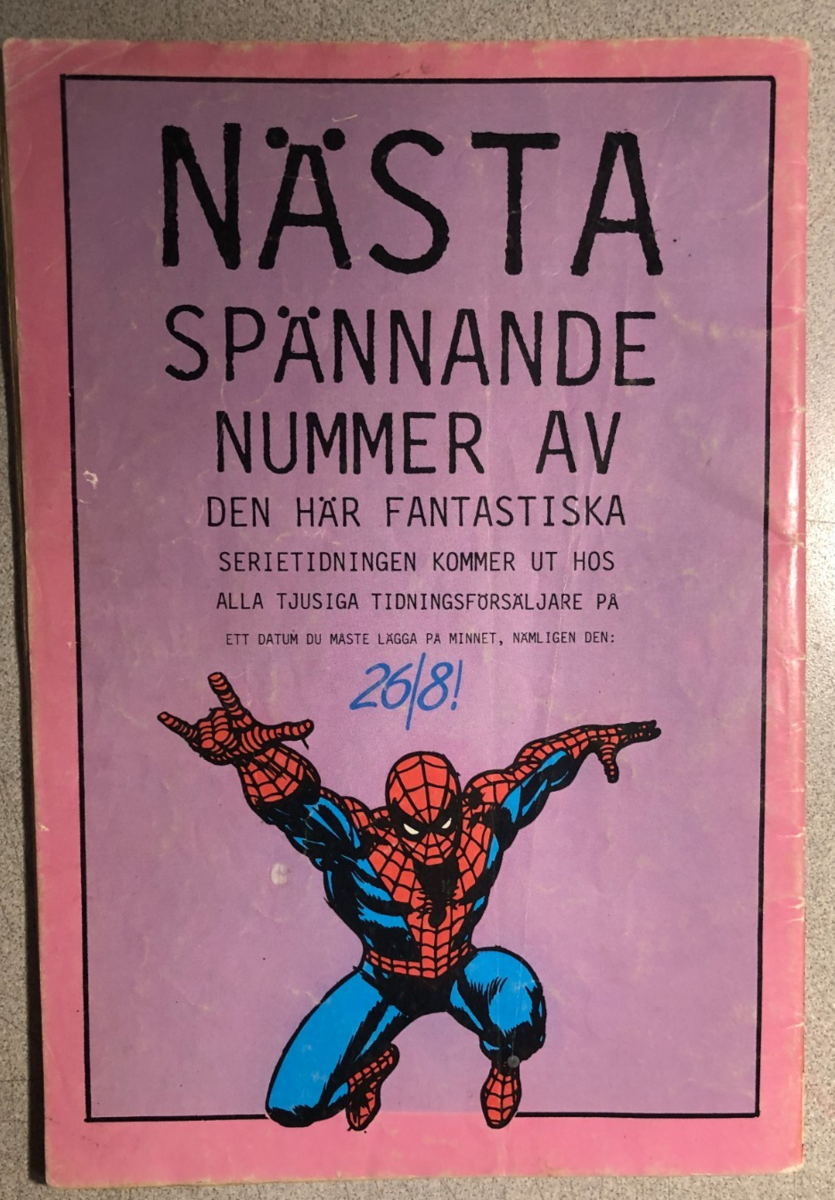 NÄSTA
SPÄNNANDE
NUMMER AV
DEN HÄR FANTASTISKA
SERIETIDNINGEN KOMMER UT HOS
ALLA TJUSIGA TIDNINGSFÖRSÄLJARE PÅ
ETT DATUM DU MÅSTE LÄGGA PÅ MINNET, NÄMLIGEN DEN:
26/8!